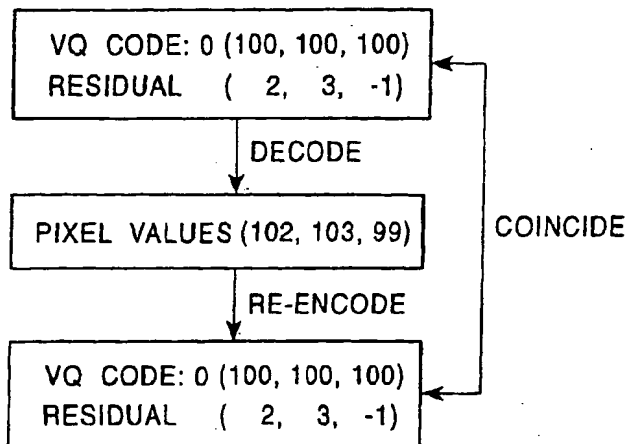 VQ CODE: 0 (100, 100, 100)
RESIDUAL ( 2, 3, -1)
DECODE
PIXEL VALUES (102, 103, 99)
COINCIDE
RE-ENCODE
VQ CODE: 0 (100, 100, 100)
RESIDUAL ( 2, 3, -1)